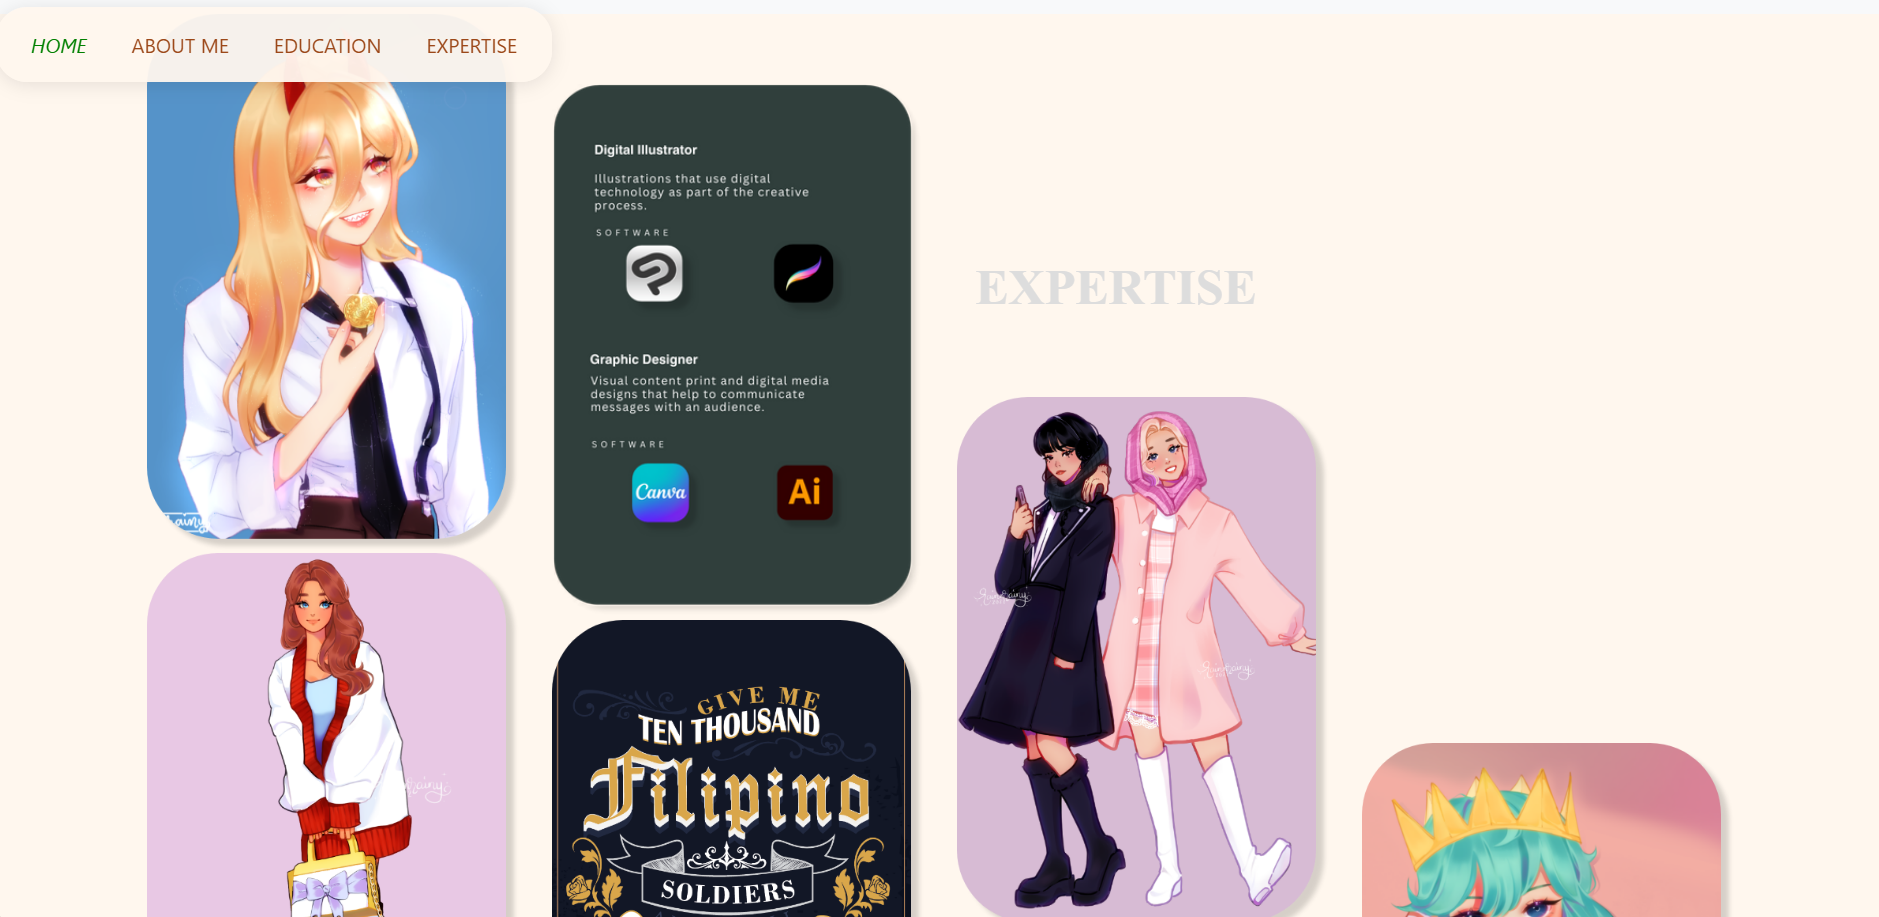 HOME
ABOUT ME
EDUCATION
EXPERTISE
Digital Illustrator
Illustrations that use digital
technology as part of the creative
process.
SOFTWARE
Graphic Designer
Visual content print and digital media
designs that help to communicate
messages with an audience.
SOFTWARE
Canva
Ai
EXPERTISE
GIVE ME
TEN THOUSAND
Filipino
SOLDIERS